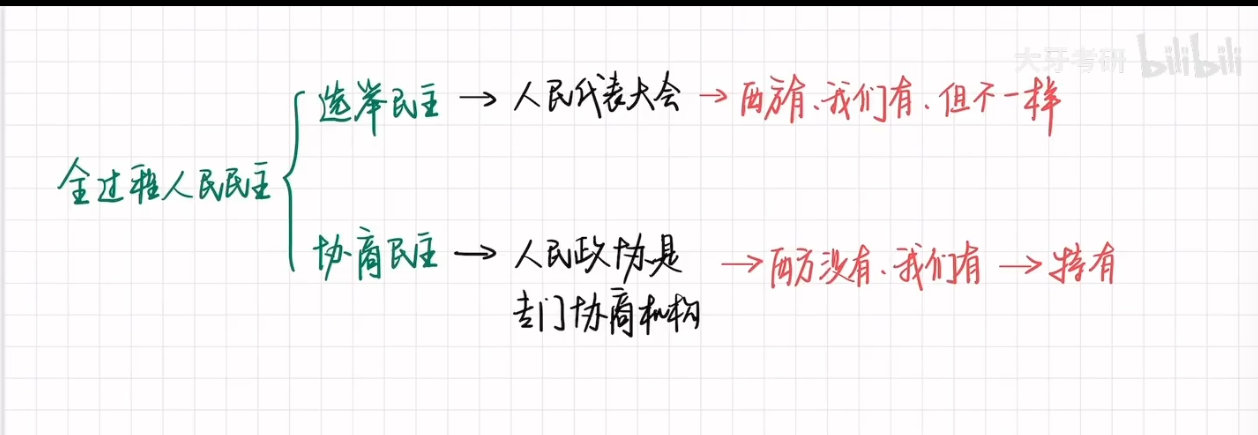 大牙考研 bilibili
选举民主 → 人民代表大会 → 西方有、我们有、但不一样
全过程人民民主
协商民主 → 人民政协是 → 西方没有、我们有 → 特有
专门协商机构